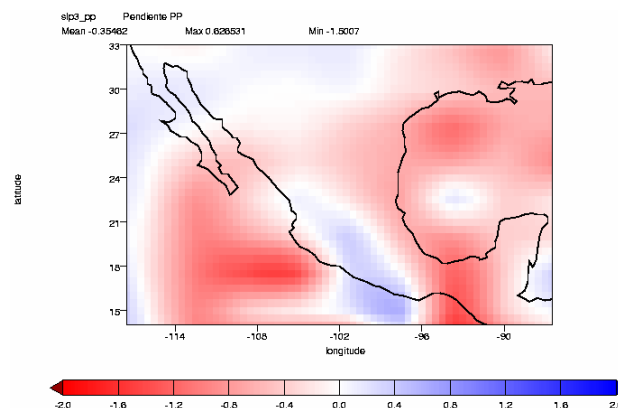 slp3_pp Pendiente PP
Mean -0.35462 Max 0.626531 Min -1.5007
33
30
27
24
21
18
15
latitude
-114 -108 -102 -96 -90
longitude
-2.0 -1.6 -1.2 -0.8 -0.4 0.0 0.4 0.8 1.2 1.6 2.0